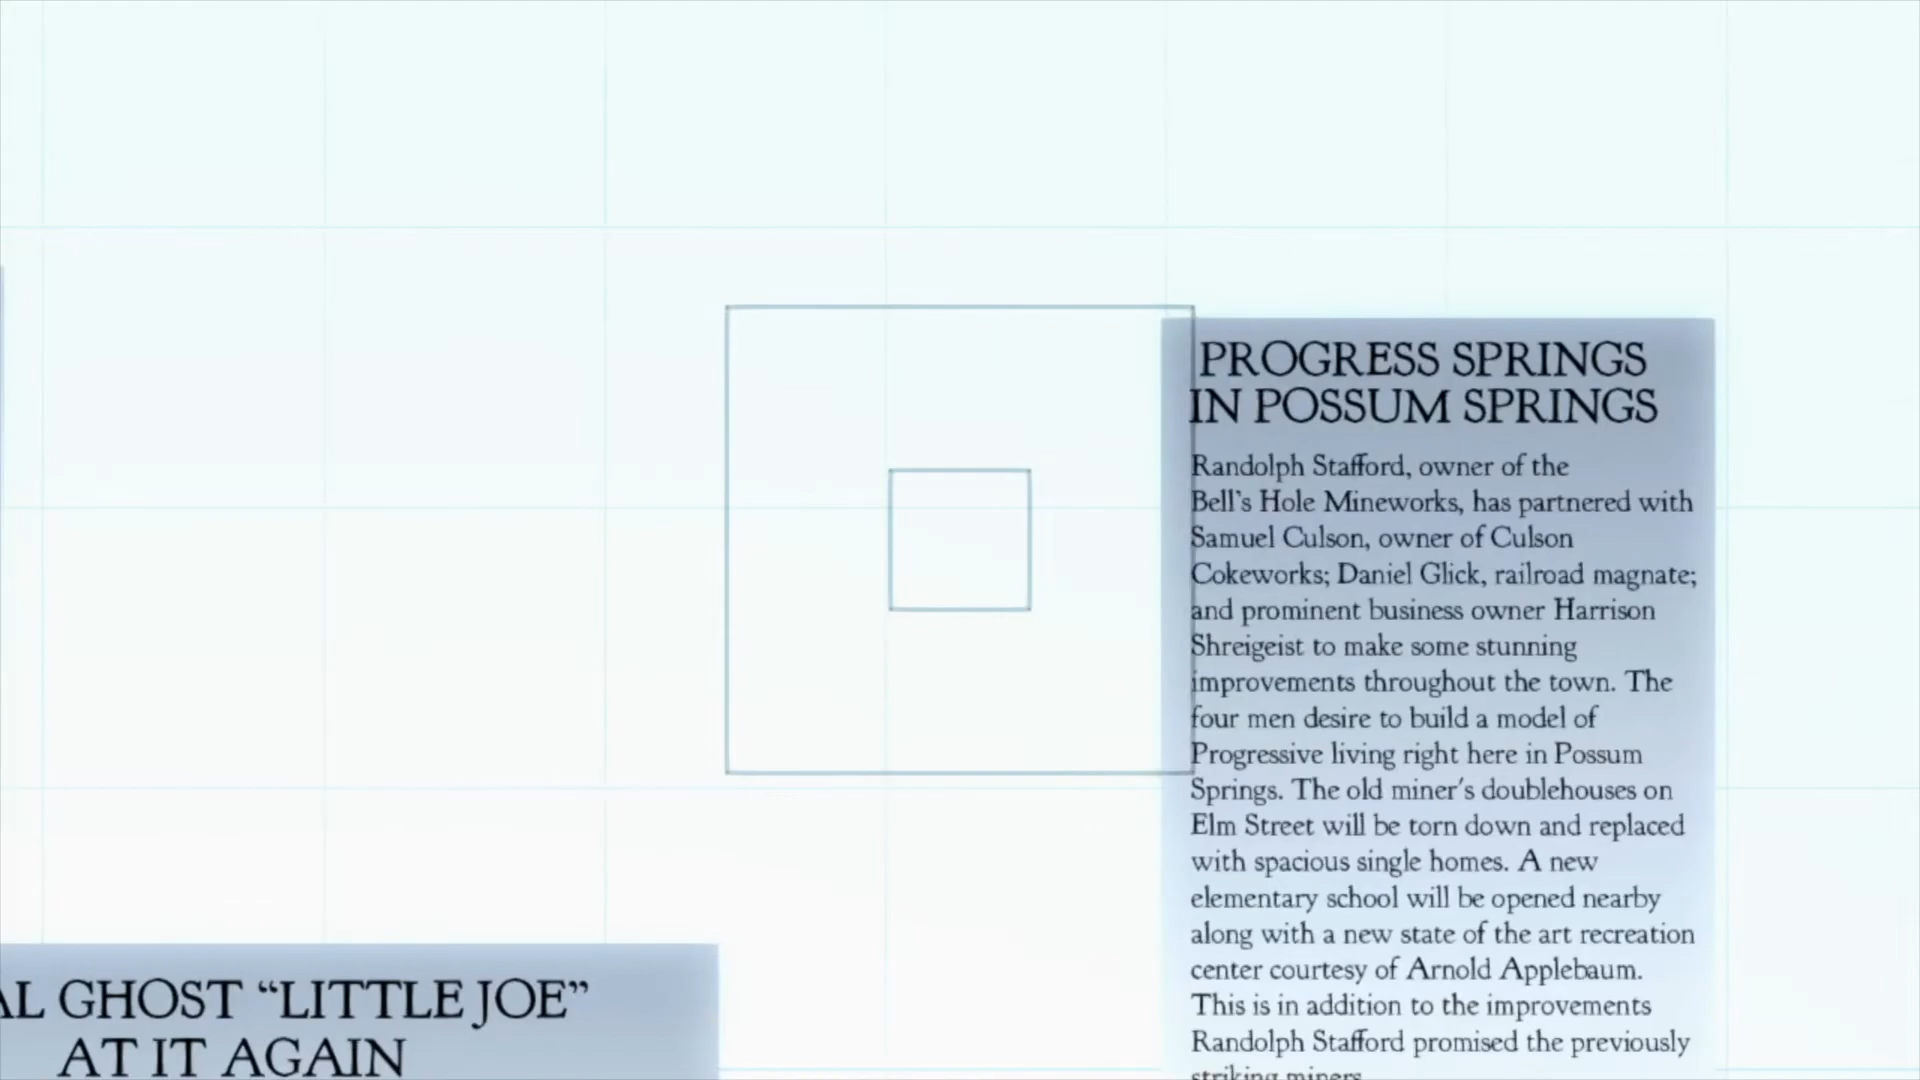 PROGRESS SPRINGS
IN POSSUM SPRINGS
Randolph Stafford, owner of the
Bell's Hole Mineworks, has partnered with
Samuel Culson, owner of Culson
Cokeworks; Daniel Glick, railroad magnate;
and prominent business owner Harrison
Shreigeist to make some stunning
improvements throughout the town. The
four men desire to build a model of
Progressive living right here in Possum
Springs. The old miner's doublehouses on
Elm Street will be torn down and replaced
with spacious single homes. A new
elementary school will be opened nearby
along with a new state of the art recreation
center courtesy of Arnold Applebaum.
This is in addition to the improvements
Randolph Stafford promised the previously
striking miners
AL GHOST “LITTLE JOE”
AT IT AGAIN